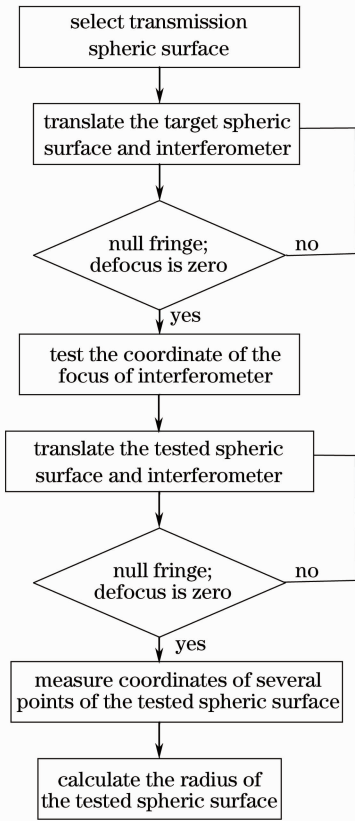 select transmission
spheric surface
translate the target spheric
surface and interferometer
null fringe;
defocus is zero
no
yes
test the coordinate of the
focus of interferometer
translate the tested spheric
surface and interferometer
null fringe;
defocus is zero
no
yes
measure coordinates of several
points of the tested spheric surface
calculate the radius of
the tested spheric surface